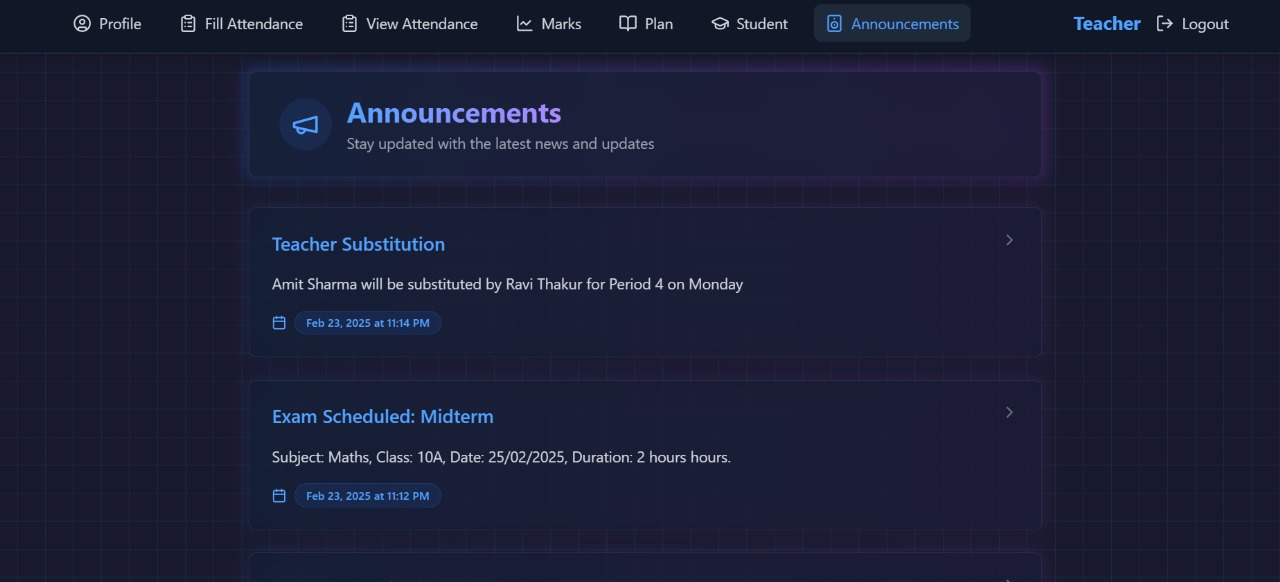 Profile Fill Attendance View Attendance Marks Plan Student Announcements Teacher Logout
Announcements
Stay updated with the latest news and updates
Teacher Substitution
Amit Sharma will be substituted by Ravi Thakur for Period 4 on Monday
Feb 23, 2025 at 11:14 PM
Exam Scheduled: Midterm
Subject: Maths, Class: 10A, Date: 25/02/2025, Duration: 2 hours hours.
Feb 23, 2025 at 11:12 PM